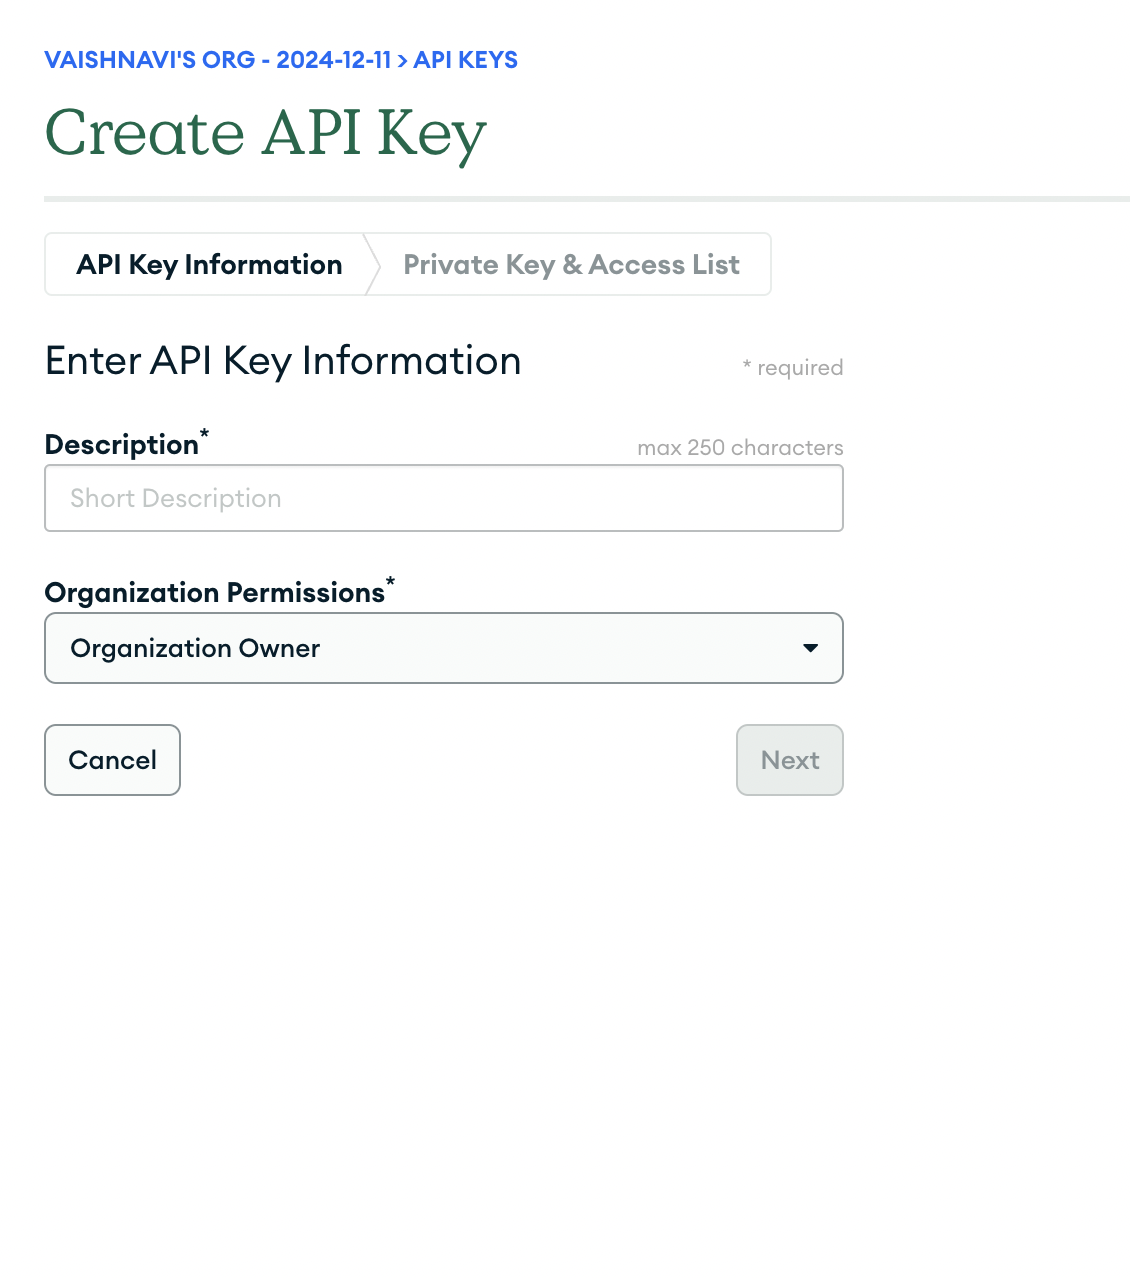 VAISHNAVI'S ORG - 2024-12-11 > API KEYS
Create API Key
API Key Information
Private Key & Access List
Enter API Key Information
* required
Description*
max 250 characters
Short Description
Organization Permissions*
Organization Owner
Cancel
Next